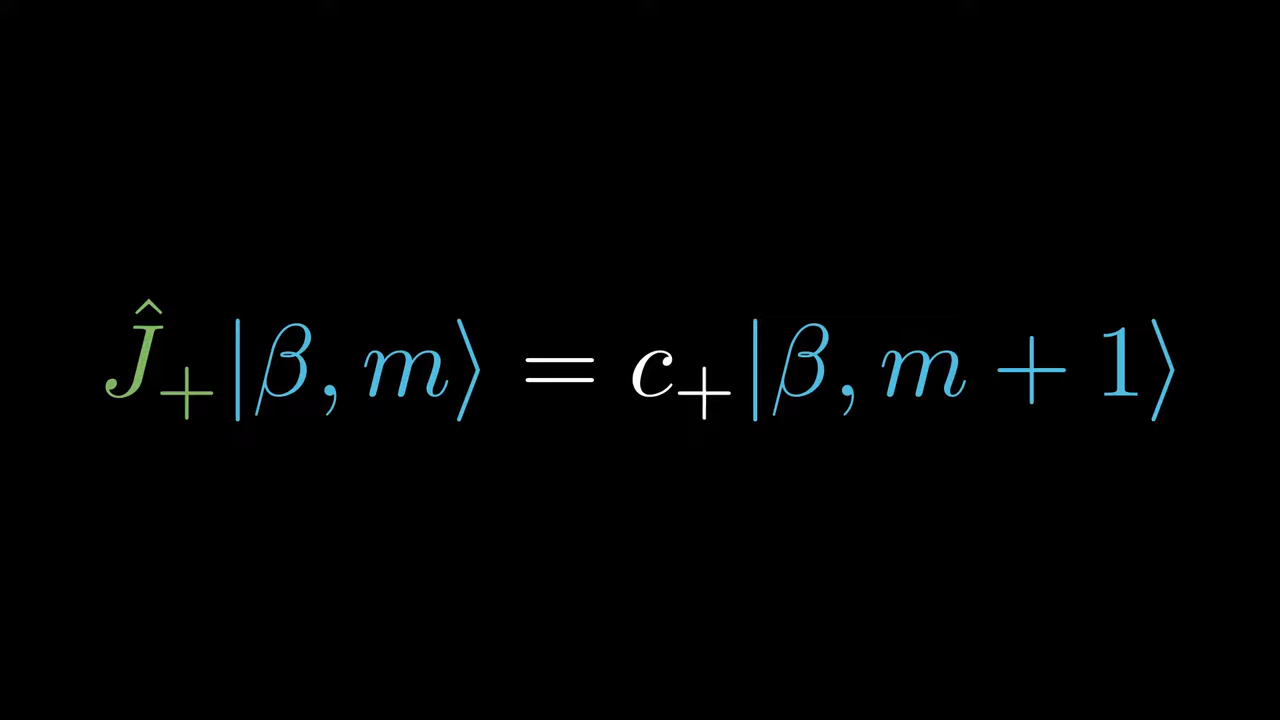 Ĵ₊|β, m⟩ = c₊|β, m + 1⟩